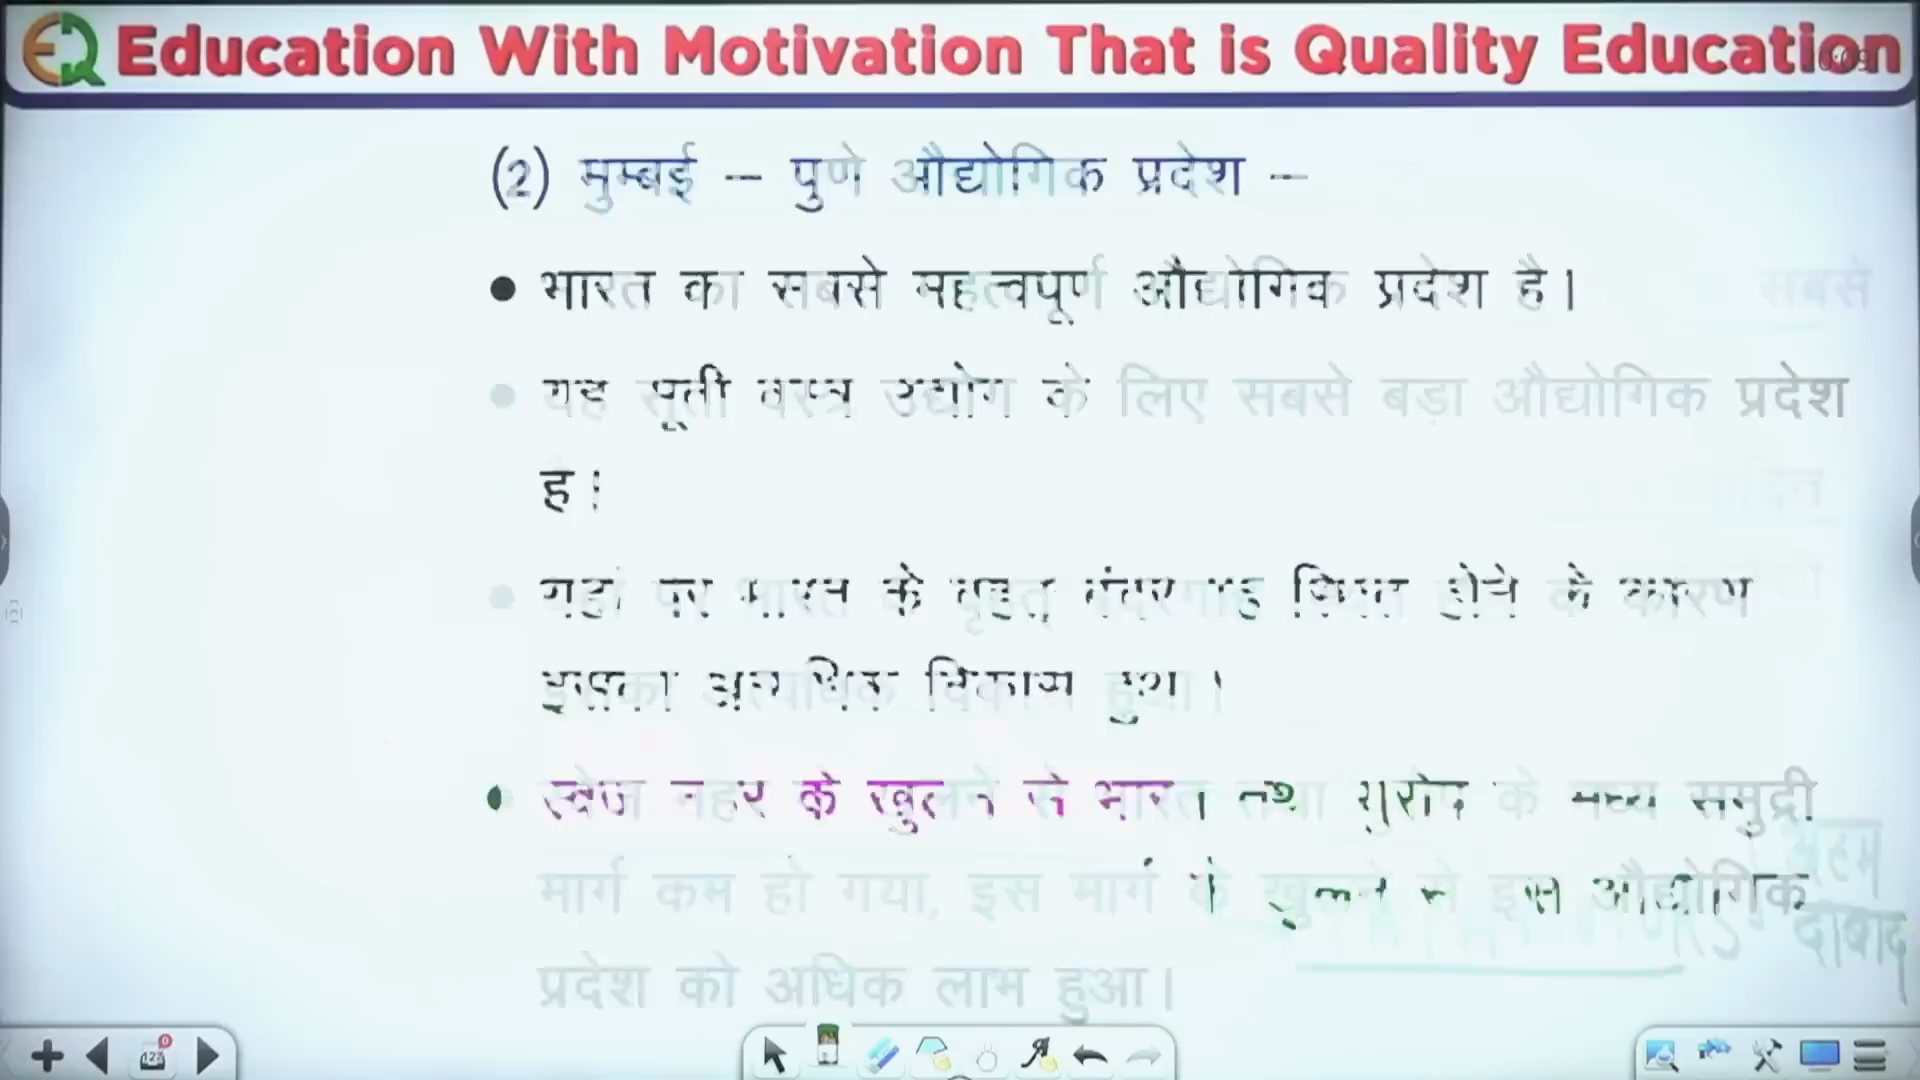 Education With Motivation That is Quality Education
(2) मुम्बई – पुणे औद्योगिक प्रदेश –
• भारत का सबसे महत्वपूर्ण औद्योगिक प्रदेश है।
सबसे
• यह सूती वस्त्र उद्योग के लिए सबसे बड़ा औद्योगिक प्रदेश
है।
• यहां पर भारत के वृहत् बंदरगाह स्थित होने के कारण
इसका अत्यधिक विकास हुआ।
• स्वेज नहर के खुलने से भारत तथा यूरोप के मध्य समुद्री
मार्ग कम हो गया, इस मार्ग के खुलने से इस औद्योगिक
प्रदेश को अधिक लाभ हुआ।